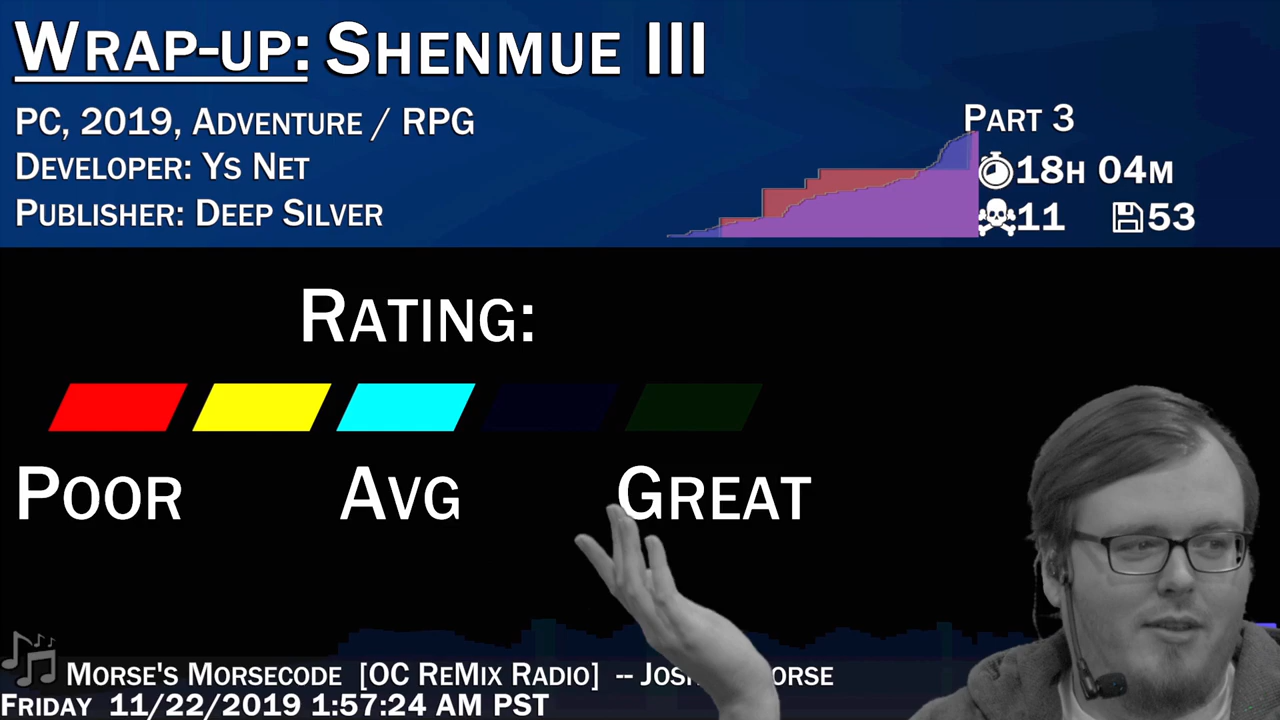 Wrap-up: Shenmue III
PC, 2019, Adventure / RPG
Developer: Ys Net
Publisher: Deep Silver
Part 3
18h 04m
11 53
Rating:
Poor Avg Great
Morse's Morsecode [OC ReMix Radio] -- Jos orse
Friday 11/22/2019 1:57:24 AM PST